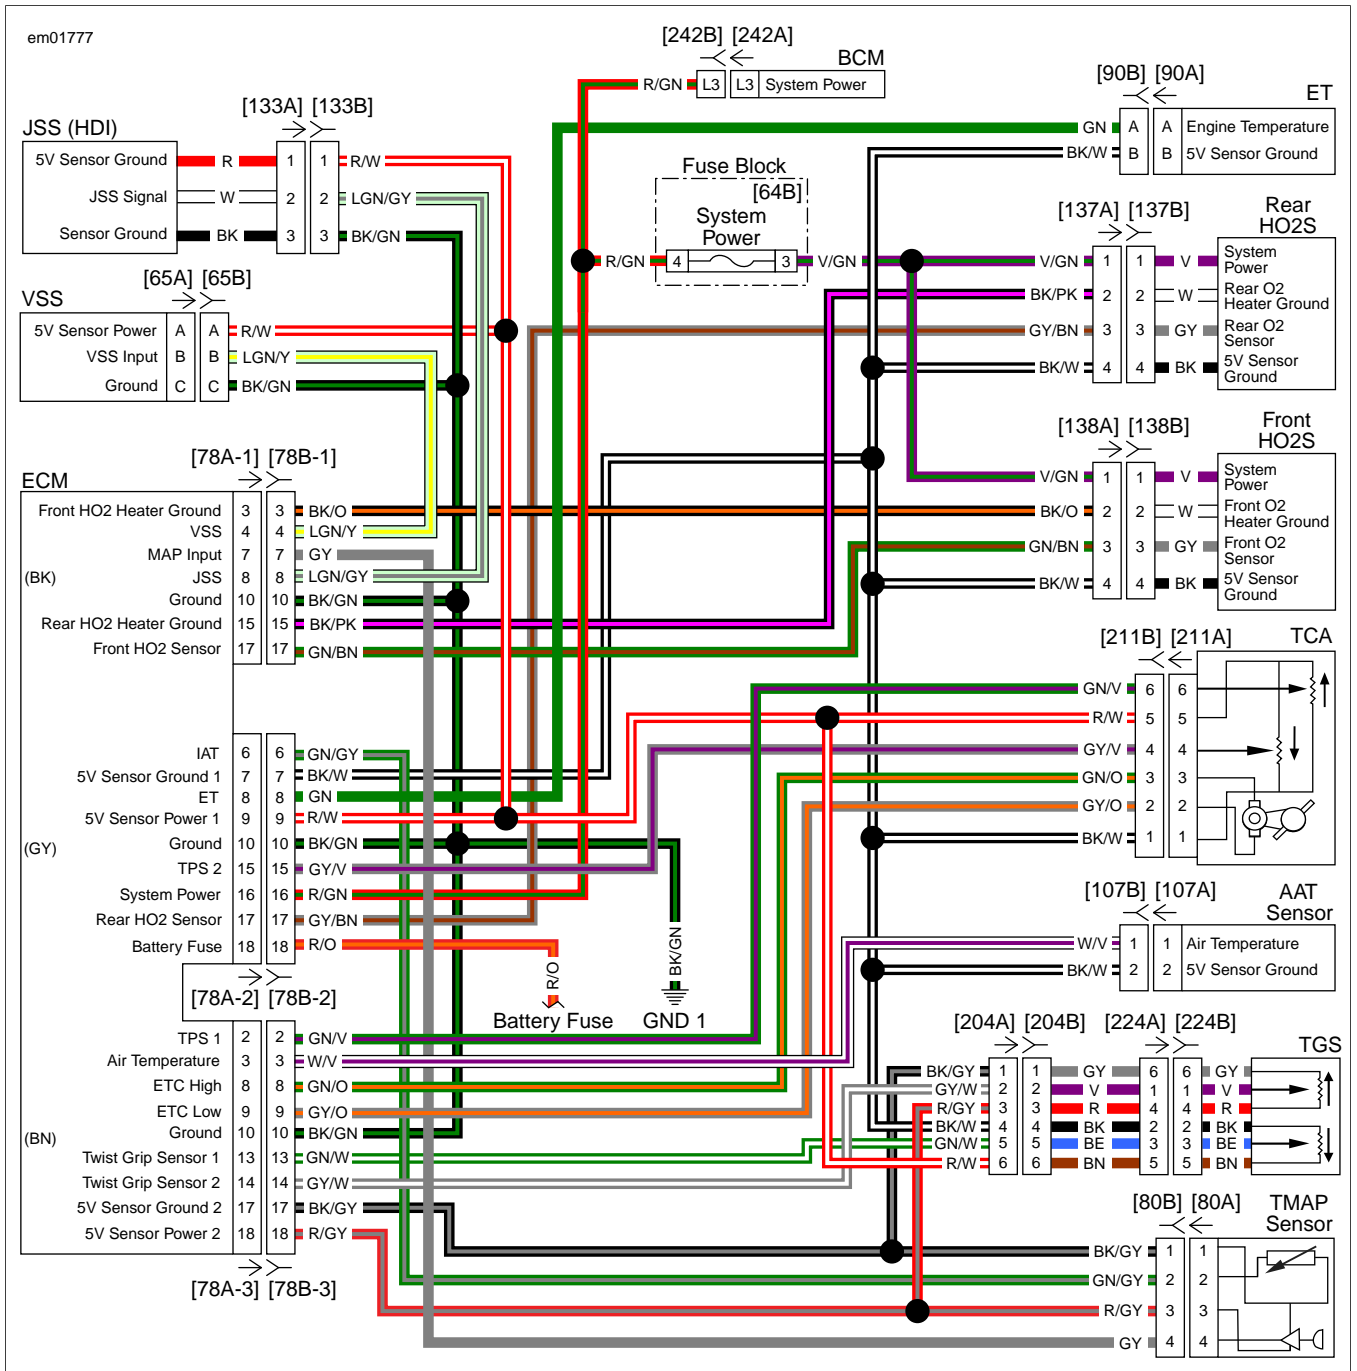 em01777
[242B] [242A]
BCM
R/GN L3 L3 System Power
[90B] [90A]
ET
GN A A Engine Temperature
BK/W B B 5V Sensor Ground
[133A] [133B]
JSS (HDI)
5V Sensor Ground R 1 1 R/W
JSS Signal W 2 2 LGN/GY
Sensor Ground BK 3 3 BK/GN
Fuse Block
[64B]
System
Power
R/GN 4 3 V/GN
[137A] [137B]
Rear
HO2S
V/GN 1 1 V System
Power
BK/PK 2 2 W Rear O2
Heater Ground
GY/BN 3 3 GY Rear O2
Sensor
BK/W 4 4 BK 5V Sensor
Ground
[65A] [65B]
VSS
5V Sensor Power A A R/W
VSS Input B B LGN/Y
Ground C C BK/GN
[138A] [138B]
Front
HO2S
V/GN 1 1 V System
Power
BK/O 2 2 W Front O2
Heater Ground
GN/BN 3 3 GY Front O2
Sensor
BK/W 4 4 BK 5V Sensor
Ground
[78A-1] [78B-1]
ECM
Front HO2 Heater Ground 3 3 BK/O
VSS 4 4 LGN/Y
MAP Input 7 7 GY
(BK)
JSS 8 8 LGN/GY
Ground 10 10 BK/GN
Rear HO2 Heater Ground 15 15 BK/PK
Front HO2 Sensor 17 17 GN/BN
[211B] [211A]
TCA
GN/V 6 6
R/W 5 5
GY/V 4 4
GN/O 3 3
GY/O 2 2
BK/W 1 1
IAT 6 6 GN/GY
5V Sensor Ground 1 7 7 BK/W
ET 8 8 GN
5V Sensor Power 1 9 9 R/W
Ground 10 10 BK/GN
(GY)
TPS 2 15 15 GY/V
System Power 16 16 R/GN
Rear HO2 Sensor 17 17 GY/BN
Battery Fuse 18 18 R/O
[78A-2] [78B-2]
R/O
Battery Fuse
BK/GN
GND 1
[107B] [107A]
AAT
Sensor
W/V 1 1 Air Temperature
BK/W 2 2 5V Sensor Ground
TPS 1 2 2 GN/V
Air Temperature 3 3 W/V
ETC High 8 8 GN/O
ETC Low 9 9 GY/O
Ground 10 10 BK/GN
(BN)
Twist Grip Sensor 1 13 13 GN/W
Twist Grip Sensor 2 14 14 GY/W
5V Sensor Ground 2 17 17 BK/GY
5V Sensor Power 2 18 18 R/GY
[78A-3] [78B-3]
[204A] [204B] [224A] [224B]
TGS
BK/GY 1 1 GY 6 6 GY
GY/W 2 2 V 1 1 V
R/GY 3 3 R 4 4 R
BK/W 4 4 BK 2 2 BK
GN/W 5 5 BE 3 3 BE
R/W 6 6 BN 5 5 BN
[80B] [80A]
TMAP
Sensor
BK/GY 1 1
GN/GY 2 2
R/GY 3 3
GY 4 4